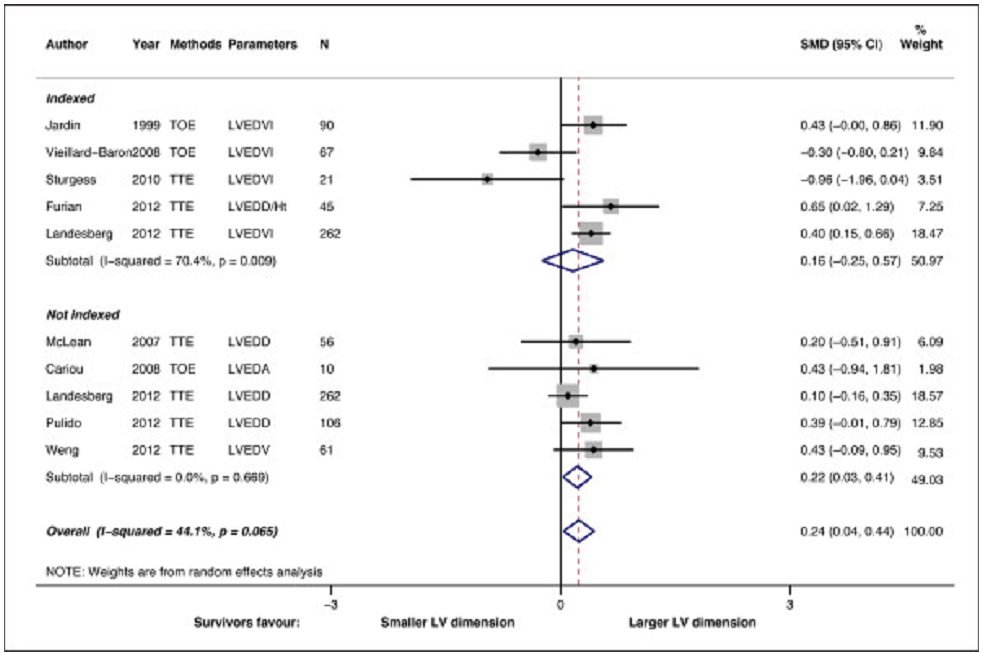 %
Author Year Methods Parameters N SMD (95% CI) Weight
Indexed
Jardin 1999 TOE LVEDVI 90 0.43 (−0.00, 0.86) 11.90
Vieillard−Baron2008 TOE LVEDVI 67 −0.30 (−0.80, 0.21) 9.84
Sturgess 2010 TTE LVEDVI 21 −0.96 (−1.96, 0.04) 3.51
Furian 2012 TTE LVEDD/Ht 45 0.65 (0.02, 1.29) 7.25
Landesberg 2012 TTE LVEDVI 262 0.40 (0.15, 0.66) 18.47
Subtotal (I−squared = 70.4%, p = 0.009) 0.16 (−0.25, 0.57) 50.97
Not indexed
McLean 2007 TTE LVEDD 56 0.20 (−0.51, 0.91) 6.09
Cariou 2008 TOE LVEDA 10 0.43 (−0.94, 1.81) 1.98
Landesberg 2012 TTE LVEDD 262 0.10 (−0.16, 0.35) 18.57
Pulido 2012 TTE LVEDD 106 0.39 (−0.01, 0.79) 12.85
Weng 2012 TTE LVEDV 61 0.43 (−0.09, 0.95) 9.53
Subtotal (I−squared = 0.0%, p = 0.669) 0.22 (0.03, 0.41) 49.03
Overall (I−squared = 44.1%, p = 0.065) 0.24 (0.04, 0.44) 100.00
NOTE: Weights are from random effects analysis
−3 0 3
Survivors favour: Smaller LV dimension Larger LV dimension